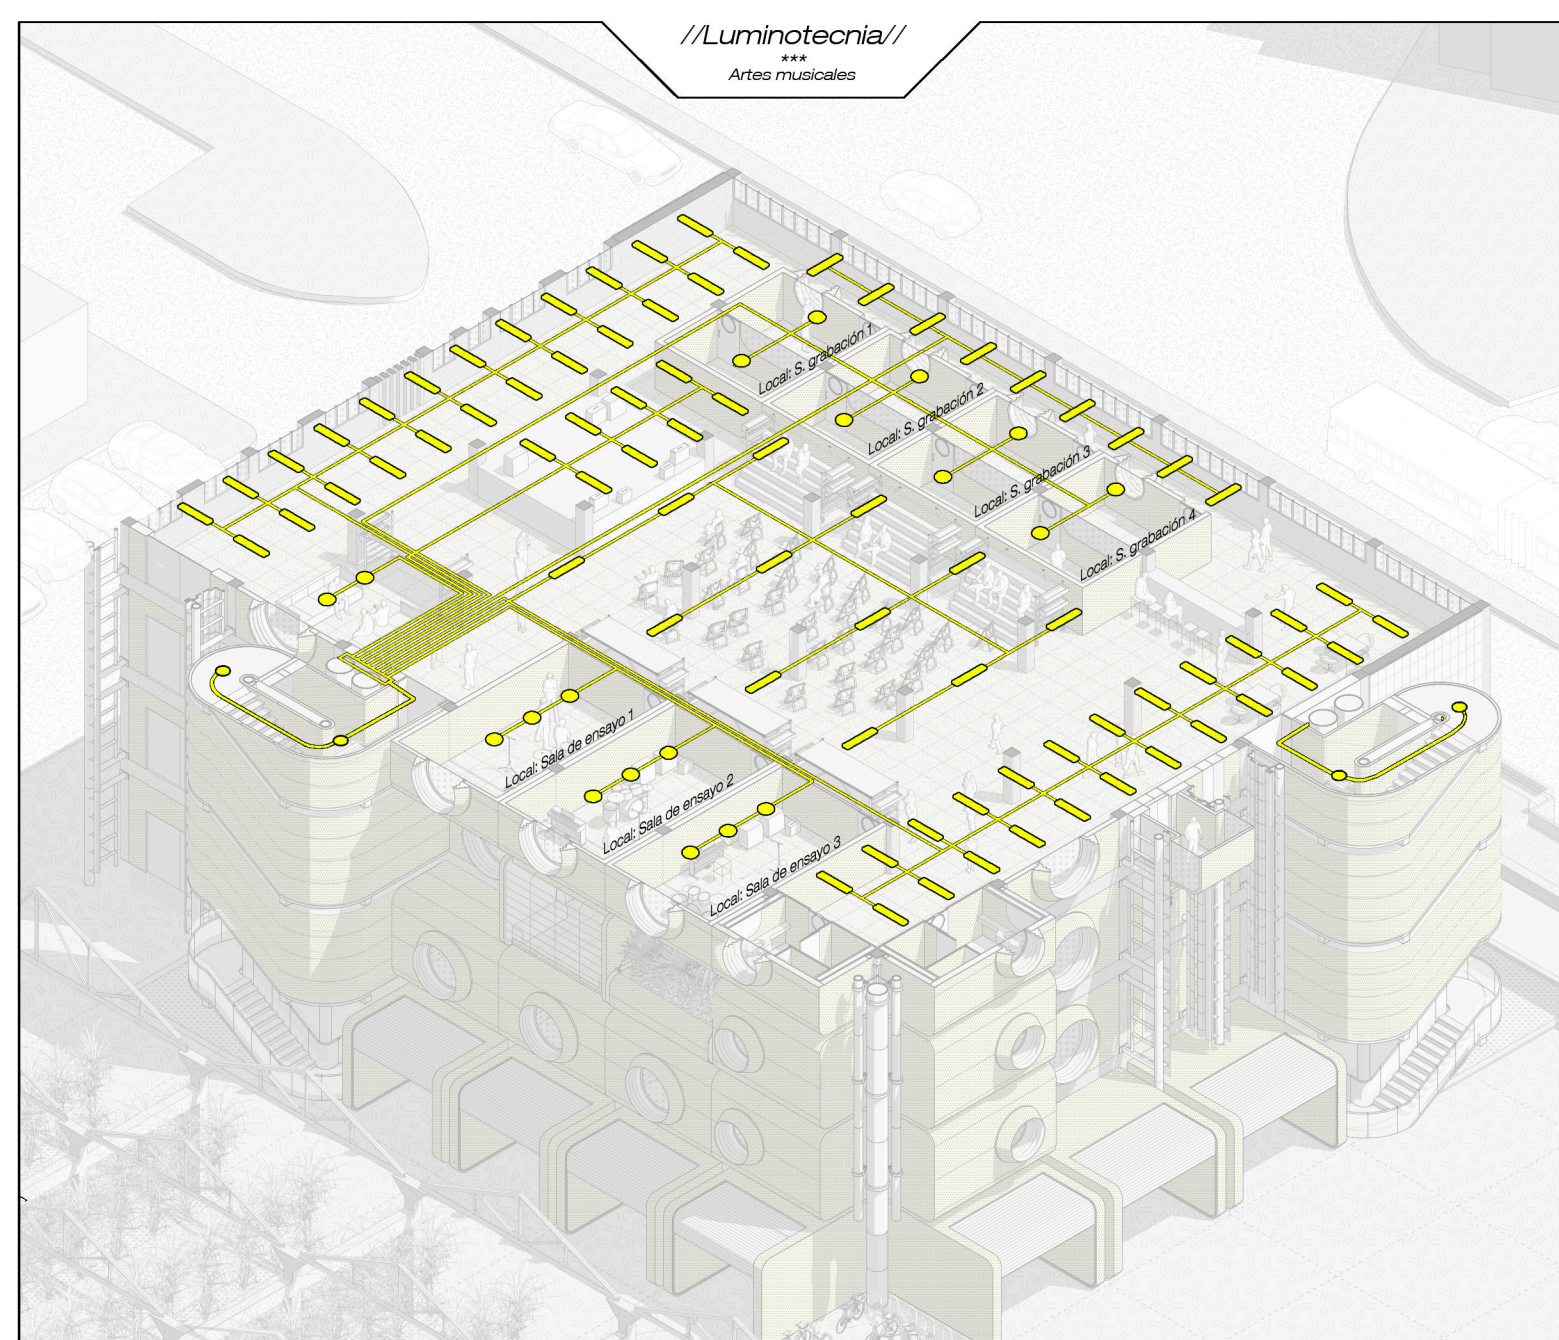 //Luminotecnia//
***
Artes musicales
Local: S. grabación 1
Local: S. grabación 2
Local: S. grabación 3
Local: S. grabación 4
Local: Sala de ensayo 1
Local: Sala de ensayo 2
Local: Sala de ensayo 3